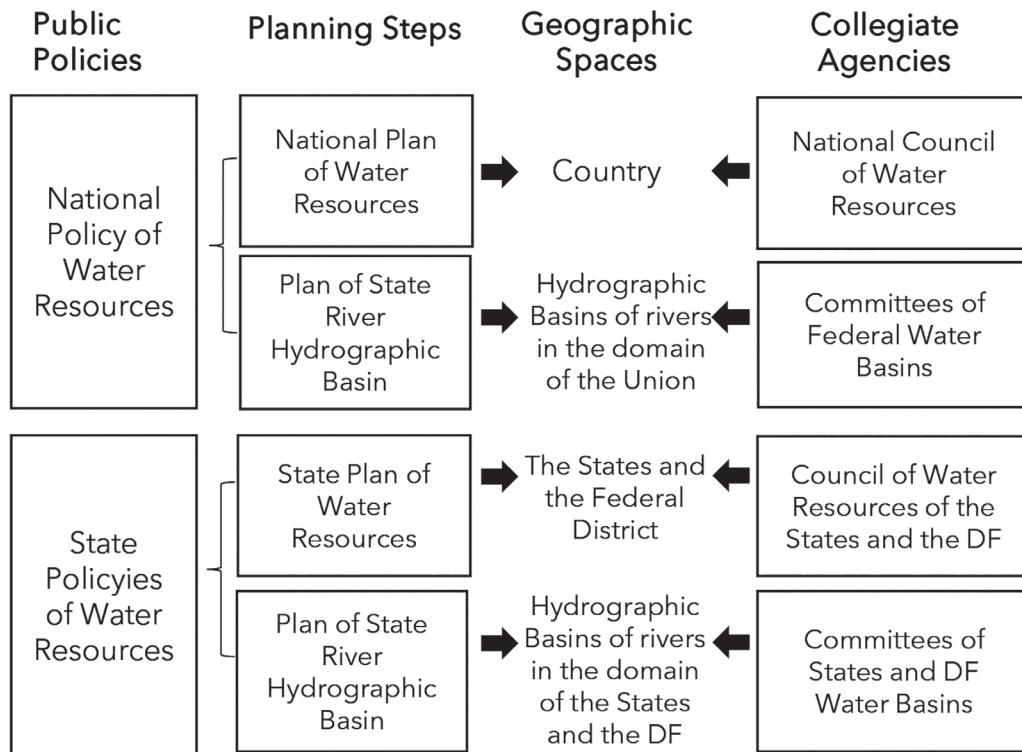 Public
Policies
Planning Steps
Geographic
Spaces
Collegiate
Agencies
National
Policy of
Water
Resources
National Plan
of Water
Resources
Country
National Council
of Water
Resources
Plan of State
River
Hydrographic
Basin
Hydrographic
Basins of rivers
in the domain
of the Union
Committees of
Federal Water
Basins
State
Policyies
of Water
Resources
State Plan of
Water
Resources
The States and
the Federal
District
Council of Water
Resources of the
States and the DF
Plan of State
River
Hydrographic
Basin
Hydrographic
Basins of rivers
in the domain
of the States
and the DF
Committees of
States and DF
Water Basins